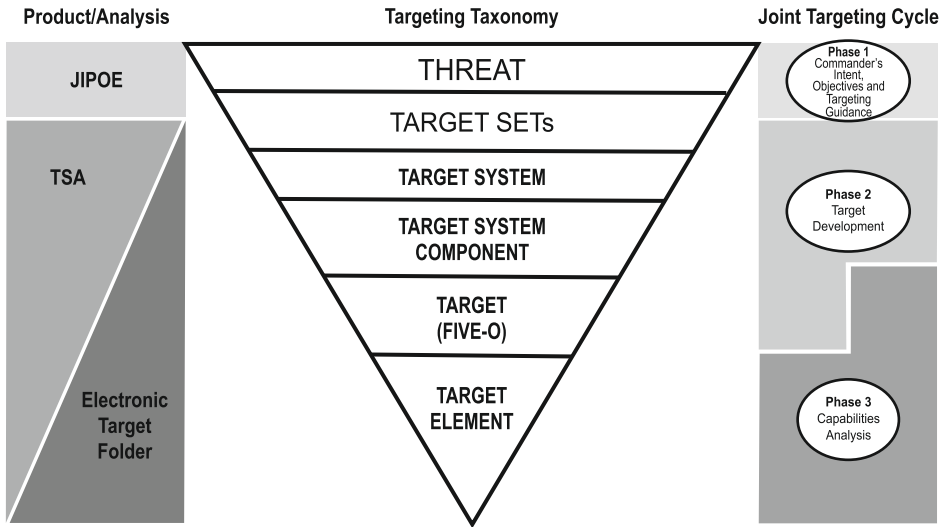 Product/Analysis
Targeting Taxonomy
Joint Targeting Cycle
JIPOE
THREAT
Phase 1
Commander's
Intent,
Objectives and
Targeting
Guidance
TARGET SETs
TSA
TARGET SYSTEM
Phase 2
Target
Development
TARGET SYSTEM
COMPONENT
TARGET
(FIVE-O)
Electronic
Target
Folder
TARGET
ELEMENT
Phase 3
Capabilities
Analysis